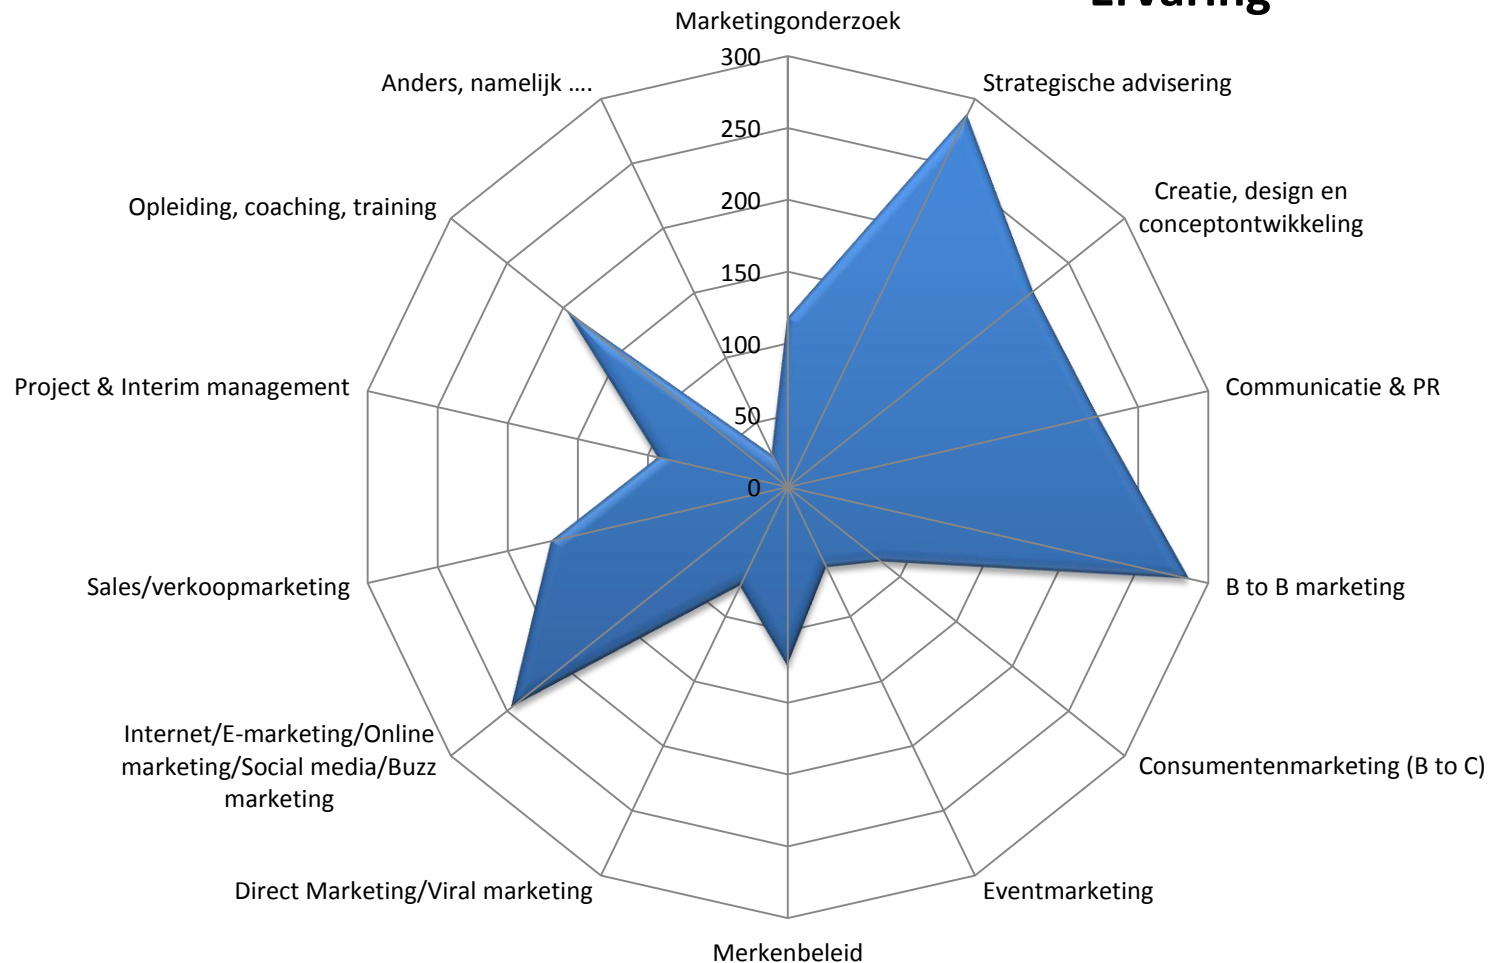 Ervaring
Marketingonderzoek
300
Anders, namelijk ....
Strategische advisering
250
Creatie, design en
conceptontwikkeling
200
Opleiding, coaching, training
150
100
Project & Interim management
Communicatie & PR
50
0
Sales/verkoopmarketing
B to B marketing
Internet/E-marketing/Online
marketing/Social media/Buzz
marketing
Consumentenmarketing (B to C)
Direct Marketing/Viral marketing
Eventmarketing
Merkenbeleid